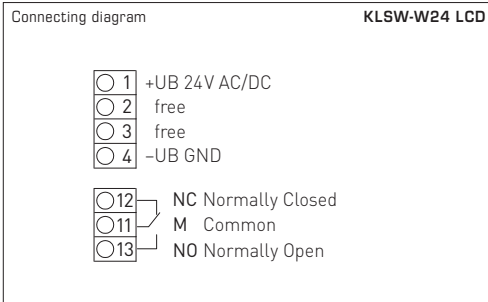 Connecting diagram KLSW-W24 LCD
1 +UB 24V AC/DC
2 free
3 free
4 –UB GND
12 NC Normally Closed
11 M Common
13 NO Normally Open